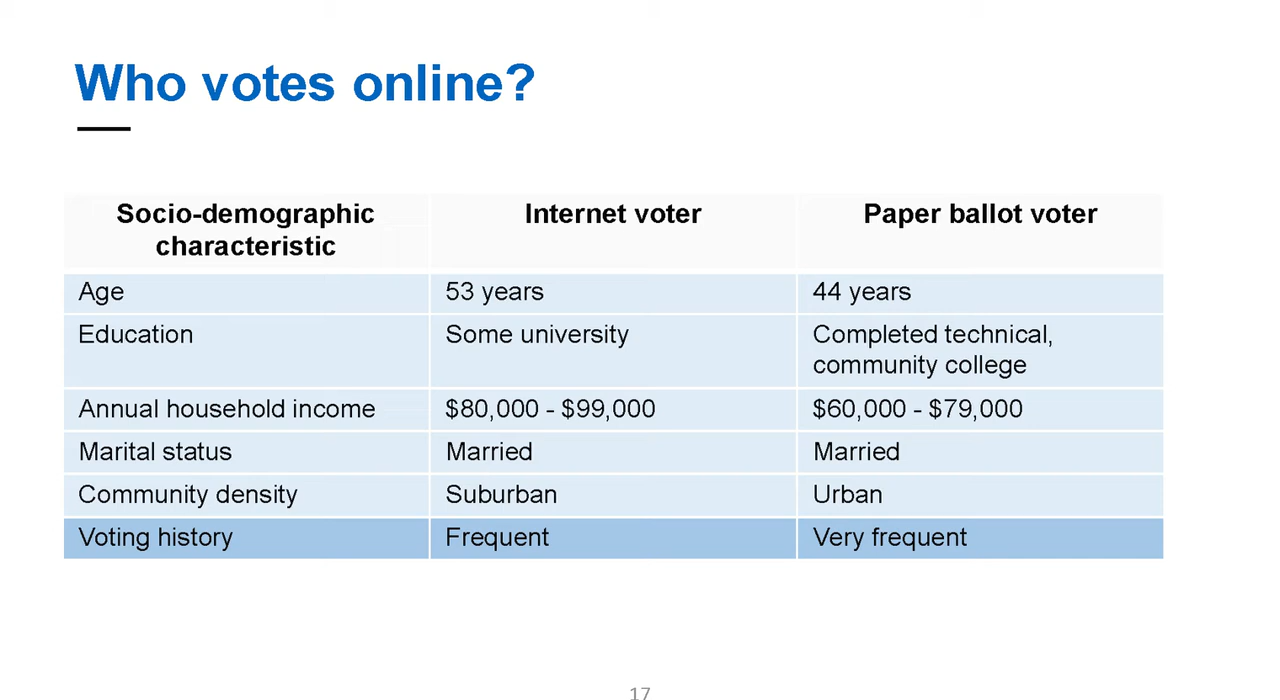 Who votes online?
Socio-demographic
characteristic
Internet voter
Paper ballot voter
Age
53 years
44 years
Education
Some university
Completed technical,
community college
Annual household income
$80,000 - $99,000
$60,000 - $79,000
Marital status
Married
Married
Community density
Suburban
Urban
Voting history
Frequent
Very frequent
17